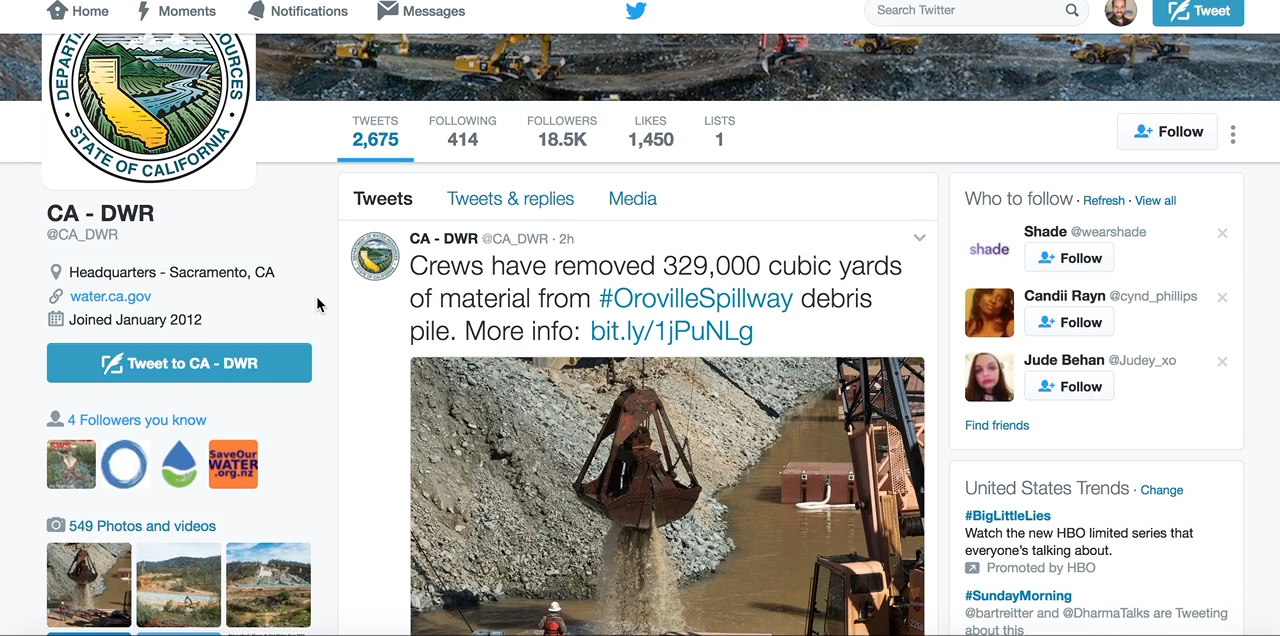 Home
Moments
Notifications
Messages
Search Twitter
Tweet
DEPARTM
OURCES
STATE OF CALIFORNIA
TWEETS
2,675
FOLLOWING
414
FOLLOWERS
18.5K
LIKES
1,450
LISTS
1
Follow
CA - DWR
@CA_DWR
Headquarters - Sacramento, CA
water.ca.gov
Joined January 2012
Tweet to CA - DWR
4 Followers you know
SaveOur
WATER
.org.nz
549 Photos and videos
Tweets
Tweets & replies
Media
CA - DWR @CA_DWR · 2h
Crews have removed 329,000 cubic yards
of material from #OrovilleSpillway debris
pile. More info: bit.ly/1jPuNLg
Who to follow · Refresh · View all
shade
Shade @wearshade
Follow
Candii Rayn @cynd_phillips
Follow
Jude Behan @Judey_xo
Follow
Find friends
United States Trends · Change
#BigLittleLies
Watch the new HBO limited series that
everyone's talking about.
Promoted by HBO
#SundayMorning
@bartreitter and @DharmaTalks are Tweeting
about this